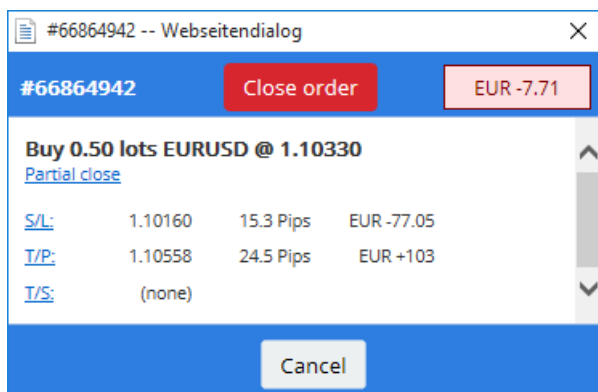 #66864942 -- Webseitendialog
#66864942 Close order EUR -7.71
Buy 0.50 lots EURUSD @ 1.10330
Partial close
S/L: 1.10160 15.3 Pips EUR -77.05
T/P: 1.10558 24.5 Pips EUR +103
T/S: (none)
Cancel